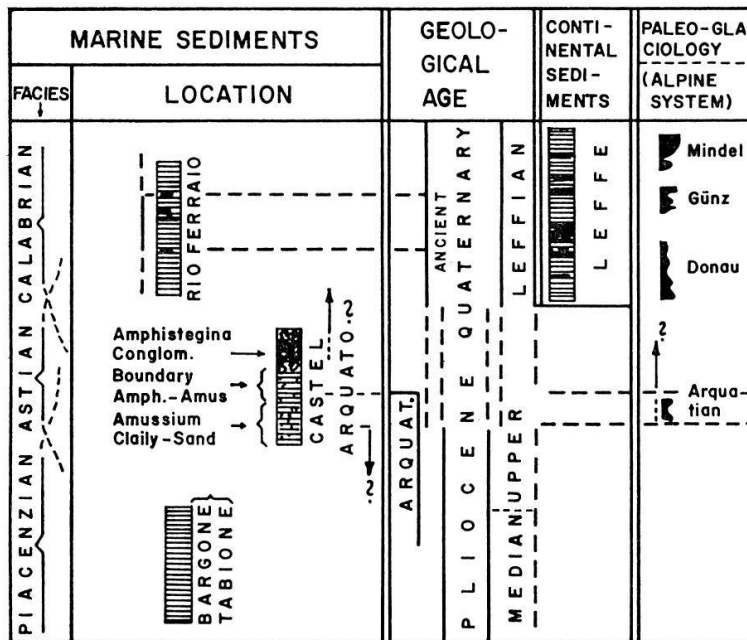 MARINE SEDIMENTS
FACIES
LOCATION
GEOLO-
GICAL
AGE
CONTI-
NENTAL
SEDI-
MENTS
PALEO-GLA
CIOLOGY
(ALPINE
SYSTEM)
PIACENZIAN ASTIAN CALABRIAN
RIO FERRAIO
Amphistegina
Conglom.
Boundary
Amph.-Amus
Amussium
Claily-Sand
CASTEL
ARQUATO
?
?
BARGONE
TABIONE
ARQUAT.
ANCIENT
PLIOCENE QUATERNARY
MEDIAN UPPER
LEFFIAN
LEFFE
Mindel
Günz
Donau
?
Arqua-
tian